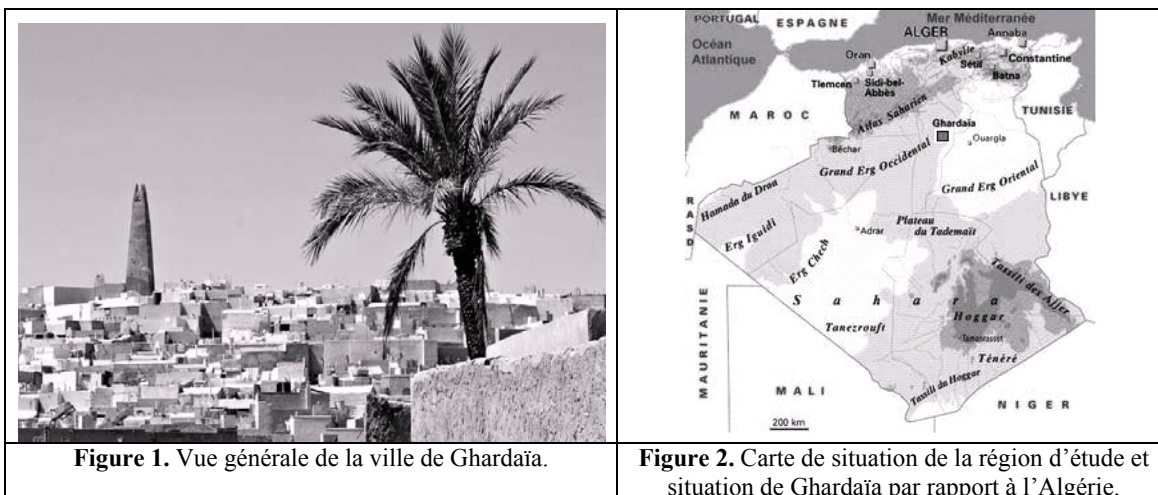 PORTUGAL
ESPAGNE
Mer Méditerranée
ALGER
Annaba
Océan
Atlantique
Oran
Kabylie
Sétif
Constantine
Tlemcen
Sidi-bel-
Abbès
Batna
MAROC
Atlas Saharien
TUNISIE
Ghardaïa
Ouargla
Béchar
Grand Erg Occidental
Hamada du Draa
Grand Erg Oriental
LIBYE
RASD
Erg Iguidi
Adrar
Plateau
du Tademaït
Erg Chech
Tassili des Ajjer
Sahara
Hoggar
Tanezrouft
Tamanrasset
Ténéré
MAURITANIE
Tassili du Hoggar
MALI
NIGER
200 km
Figure 1. Vue générale de la ville de Ghardaïa.
Figure 2. Carte de situation de la région d’étude et
situation de Ghardaïa par rapport à l’Algérie.